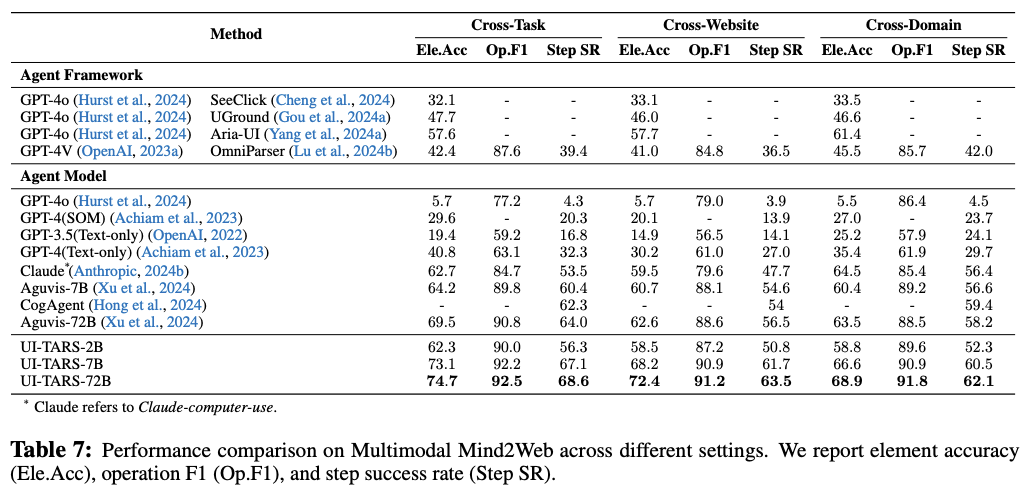 Method Cross-Task Cross-Website Cross-Domain
Ele.Acc Op.F1 Step SR Ele.Acc Op.F1 Step SR Ele.Acc Op.F1 Step SR
Agent Framework
GPT-4o (Hurst et al., 2024) SeeClick (Cheng et al., 2024) 32.1 - - 33.1 - - 33.5 - -
GPT-4o (Hurst et al., 2024) UGround (Gou et al., 2024a) 47.7 - - 46.0 - - 46.6 - -
GPT-4o (Hurst et al., 2024) Aria-UI (Yang et al., 2024a) 57.6 - - 57.7 - - 61.4 - -
GPT-4V (OpenAI, 2023a) OmniParser (Lu et al., 2024b) 42.4 87.6 39.4 41.0 84.8 36.5 45.5 85.7 42.0
Agent Model
GPT-4o (Hurst et al., 2024) 5.7 77.2 4.3 5.7 79.0 3.9 5.5 86.4 4.5
GPT-4(SOM) (Achiam et al., 2023) 29.6 - 20.3 20.1 - 13.9 27.0 - 23.7
GPT-3.5(Text-only) (OpenAI, 2022) 19.4 59.2 16.8 14.9 56.5 14.1 25.2 57.9 24.1
GPT-4(Text-only) (Achiam et al., 2023) 40.8 63.1 32.3 30.2 61.0 27.0 35.4 61.9 29.7
Claude*(Anthropic, 2024b) 62.7 84.7 53.5 59.5 79.6 47.7 64.5 85.4 56.4
Aguvis-7B (Xu et al., 2024) 64.2 89.8 60.4 60.7 88.1 54.6 60.4 89.2 56.6
CogAgent (Hong et al., 2024) - - 62.3 - - 54 - - 59.4
Aguvis-72B (Xu et al., 2024) 69.5 90.8 64.0 62.6 88.6 56.5 63.5 88.5 58.2
UI-TARS-2B 62.3 90.0 56.3 58.5 87.2 50.8 58.8 89.6 52.3
UI-TARS-7B 73.1 92.2 67.1 68.2 90.9 61.7 66.6 90.9 60.5
UI-TARS-72B 74.7 92.5 68.6 72.4 91.2 63.5 68.9 91.8 62.1
* Claude refers to Claude-computer-use.
Table 7: Performance comparison on Multimodal Mind2Web across different settings. We report element accuracy
(Ele.Acc), operation F1 (Op.F1), and step success rate (Step SR).